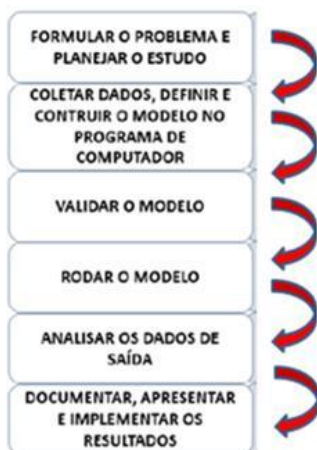 FORMULAR O PROBLEMA E
PLANEJAR O ESTUDO
COLETAR DADOS, DEFINIR E
CONTRUIR O MODELO NO
PROGRAMA DE
COMPUTADOR
VALIDAR O MODELO
RODAR O MODELO
ANALISAR OS DADOS DE
SAÍDA
DOCUMENTAR, APRESENTAR
E IMPLEMENTAR OS
RESULTADOS